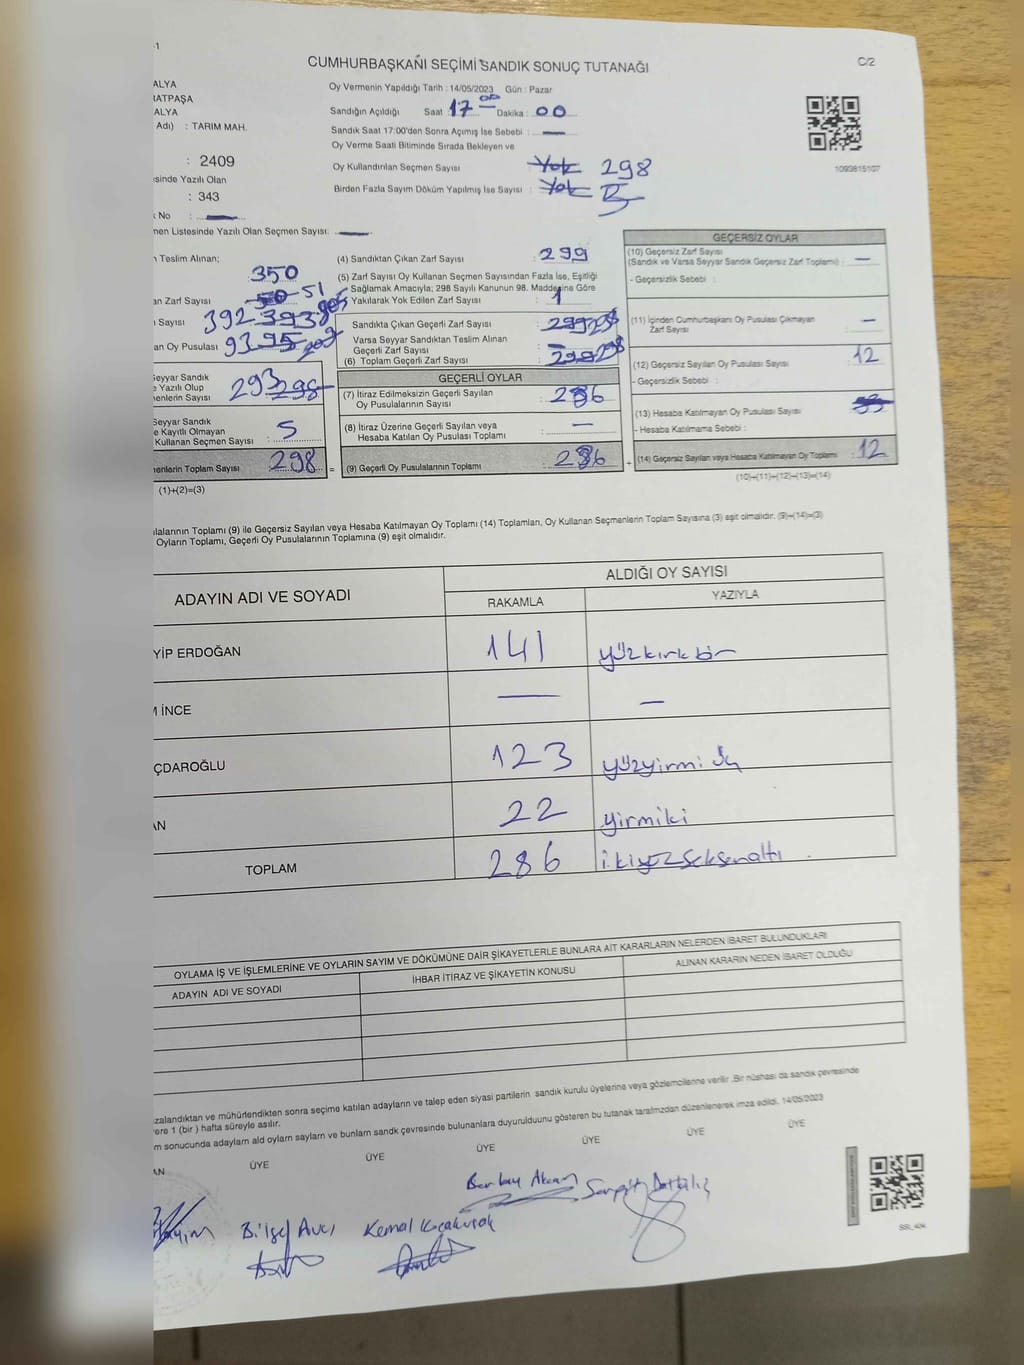 CUMHURBAŞKANI SEÇİMİ SANDIK SONUÇ TUTANAĞI
C/2
-1
ALYA
RATPAŞA
ALYA
Adı) : TARIM MAH.
: 2409
sinde Yazılı Olan
: 343
k No :
nen Listesinde Yazılı Olan Seçmen Sayısı:
Oy Vermenin Yapıldığı Tarih : 14/05/2023 Gün : Pazar
Sandığın Açıldığı Saat 17 00 Dakika : 00
Sandık Saat 17:00'den Sonra Açımış İse Sebebi : —
Oy Verme Saati Bitiminde Sırada Bekleyen ve
Oy Kullandırılan Seçmen Sayısı Yok 298
Birden Fazla Sayım Döküm Yapılmış İse Sayısı : Yok
1093815107
n Teslim Alınan;
350
an Zarf Sayısı 50 51
ı Sayısı 392 393
an Oy Pusulası 93 95
Seyyar Sandık
e Yazılı Olup
nenlerin Sayısı 293 298
Seyyar Sandık
e Kayıtlı Olmayan
Kullanan Seçmen Sayısı : 5
nenlerin Toplam Sayısı 298
(1)+(2)=(3)
(4) Sandıktan Çıkan Zarf Sayısı : 299
(5) Zarf Sayısı Oy Kullanan Seçmen Sayısından Fazla İse, Eşitliği
Sağlamak Amacıyla; 298 Sayılı Kanunun 98. Maddesine Göre
Yakılarak Yok Edilen Zarf Sayısı : 1
Sandıkta Çıkan Geçerli Zarf Sayısı : 299 298
Varsa Seyyar Sandıktan Teslim Alınan
Geçerli Zarf Sayısı : —
(6) Toplam Geçerli Zarf Sayısı 299 298
GEÇERLİ OYLAR
(7) İtiraz Edilmeksizin Geçerli Sayılan
Oy Pusulalarının Sayısı : 286
(8) İtiraz Üzerine Geçerli Sayılan veya
Hesaba Katılan Oy Pusulası Toplamı : —
(9) Geçerli Oy Pusulalarının Toplamı : 286
GEÇERSİZ OYLAR
(10) Geçersiz Zarf Sayısı
(Sandık ve Varsa Seyyar Sandık Geçersiz Zarf Toplamı) : —
- Geçersizlik Sebebi :
(11) İçinden Cumhurbaşkanı Oy Pusulası Çıkmayan
Zarf Sayısı : —
(12) Geçersiz Sayılan Oy Pusulası Sayısı : 12
- Geçersizlik Sebebi :
(13) Hesaba Katılmayan Oy Pusulası Sayısı
- Hesaba Katılmama Sebebi :
(14) Geçersiz Sayılan veya Hesaba Katılmayan Oy Toplamı : 12
(10)+(11)+(12)+(13)=(14)
ulalarının Toplamı (9) ile Geçersiz Sayılan veya Hesaba Katılmayan Oy Toplamı (14) Toplamları, Oy Kullanan Seçmenlerin Toplam Sayısına (3) eşit olmalıdır. (9)+(14)=(3)
Oyların Toplamı, Geçerli Oy Pusulalarının Toplamına (9) eşit olmalıdır.
ADAYIN ADI VE SOYADI ALDIĞI OY SAYISI
RAKAMLA YAZIYLA
YİP ERDOĞAN 141 yüzkırkbir
M İNCE — —
ÇDAROĞLU 123 yüzyirmi üç
AN 22 yirmiki
TOPLAM 286 ikiyüzseksenaltı
OYLAMA İŞ VE İŞLEMLERİNE VE OYLARIN SAYIM VE DÖKÜMÜNE DAİR ŞİKAYETLERLE BUNLARA AİT KARARLARIN NELERDEN İBARET BULUNDUKLARI
ADAYIN ADI VE SOYADI İHBAR İTİRAZ VE ŞİKAYETİN KONUSU ALINAN KARARIN NEDEN İBARET OLDUĞU
zalandıktan ve mühürlendikten sonra seçime katılan adayların ve talep eden siyasi partilerin sandık kurulu üyelerine veya gözlemcilerine verilir .Bir nüshası da sandık çevresinde
ere 1 (bir ) hafta süreyle asılır.
m sonucunda adayların ald oyların sayları ve bunların sandk çevresinde bulunanlara duyurulduunu gösteren bu tutanak tarafmzdan düzenlenerek imza edildi. 14/05/2023
AN ÜYE ÜYE ÜYE ÜYE ÜYE ÜYE
Bilgel Avcı Kemal Kocakuşak Berkay Akcan
SSI_404